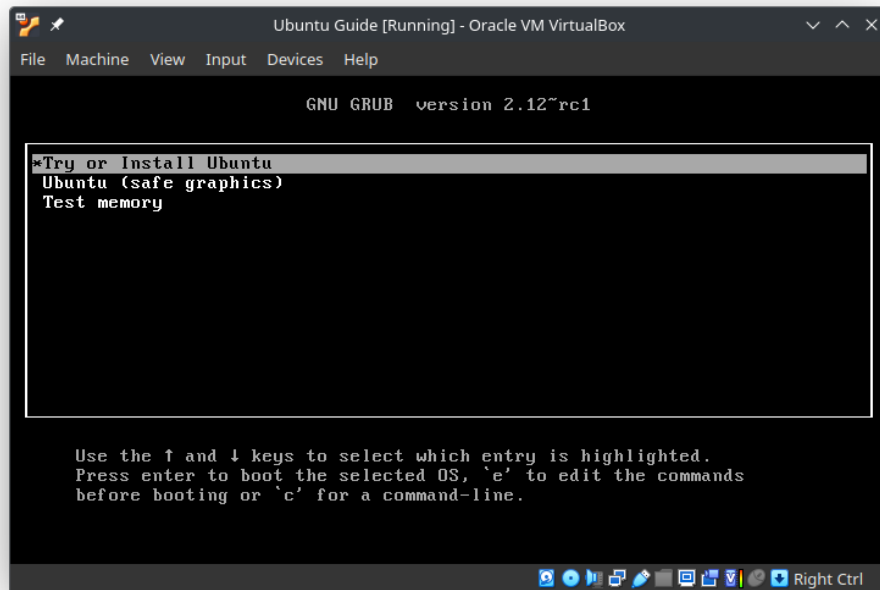 Ubuntu Guide [Running] - Oracle VM VirtualBox
File Machine View Input Devices Help
GNU GRUB version 2.12~rc1
*Try or Install Ubuntu
Ubuntu (safe graphics)
Test memory
Use the ↑ and ↓ keys to select which entry is highlighted.
Press enter to boot the selected OS, `e' to edit the commands
before booting or `c' for a command-line.
Right Ctrl